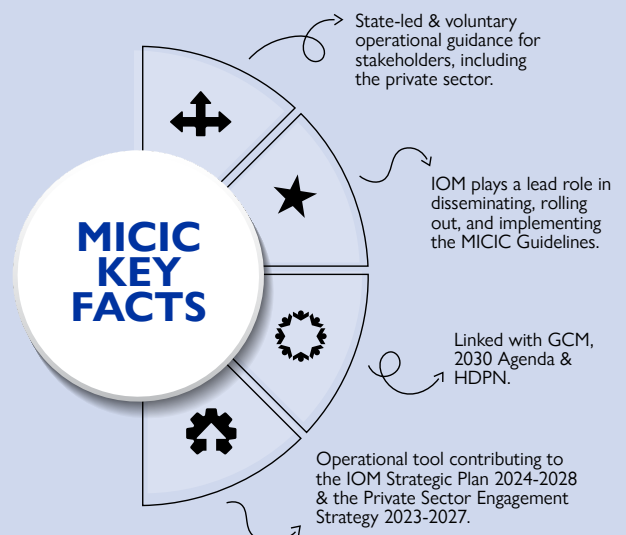 MICIC
KEY
FACTS
State-led & voluntary
operational guidance for
stakeholders, including
the private sector.
IOM plays a lead role in
disseminating, rolling
out, and implementing
the MICIC Guidelines.
Linked with GCM,
2030 Agenda &
HDPN.
Operational tool contributing to
the IOM Strategic Plan 2024-2028
& the Private Sector Engagement
Strategy 2023-2027.